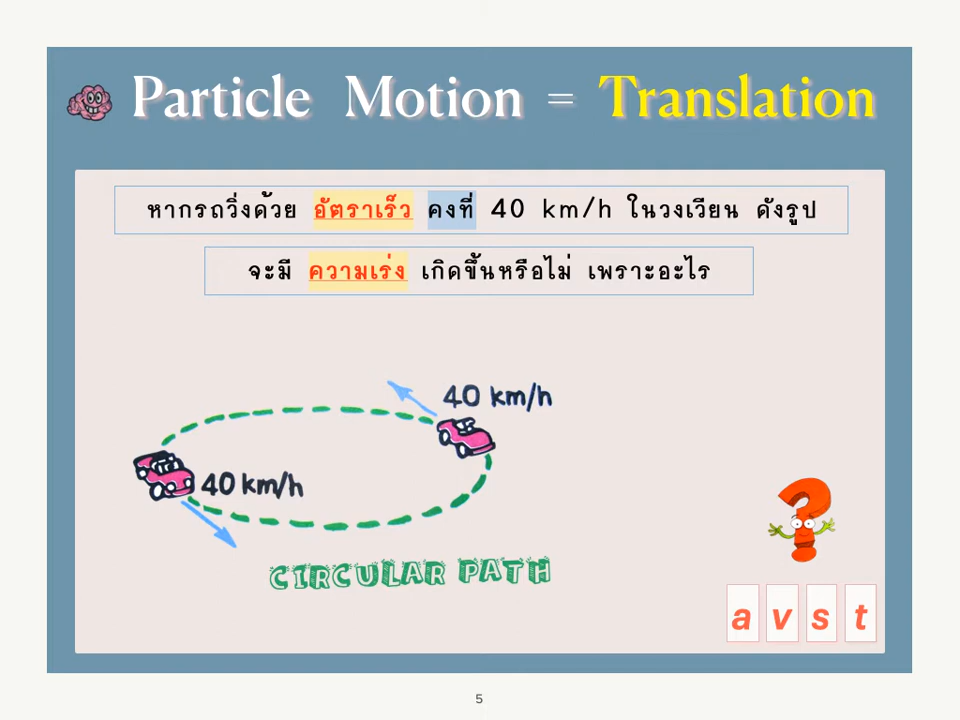 Particle Motion = Translation
หากรถวิ่งด้วย อัตราเร็ว คงที่ 40 km/h ในวงเวียน ดังรูป
จะมี ความเร่ง เกิดขึ้นหรือไม่ เพราะอะไร
40 km/h
40 km/h
CIRCULAR PATH
a v s t
5